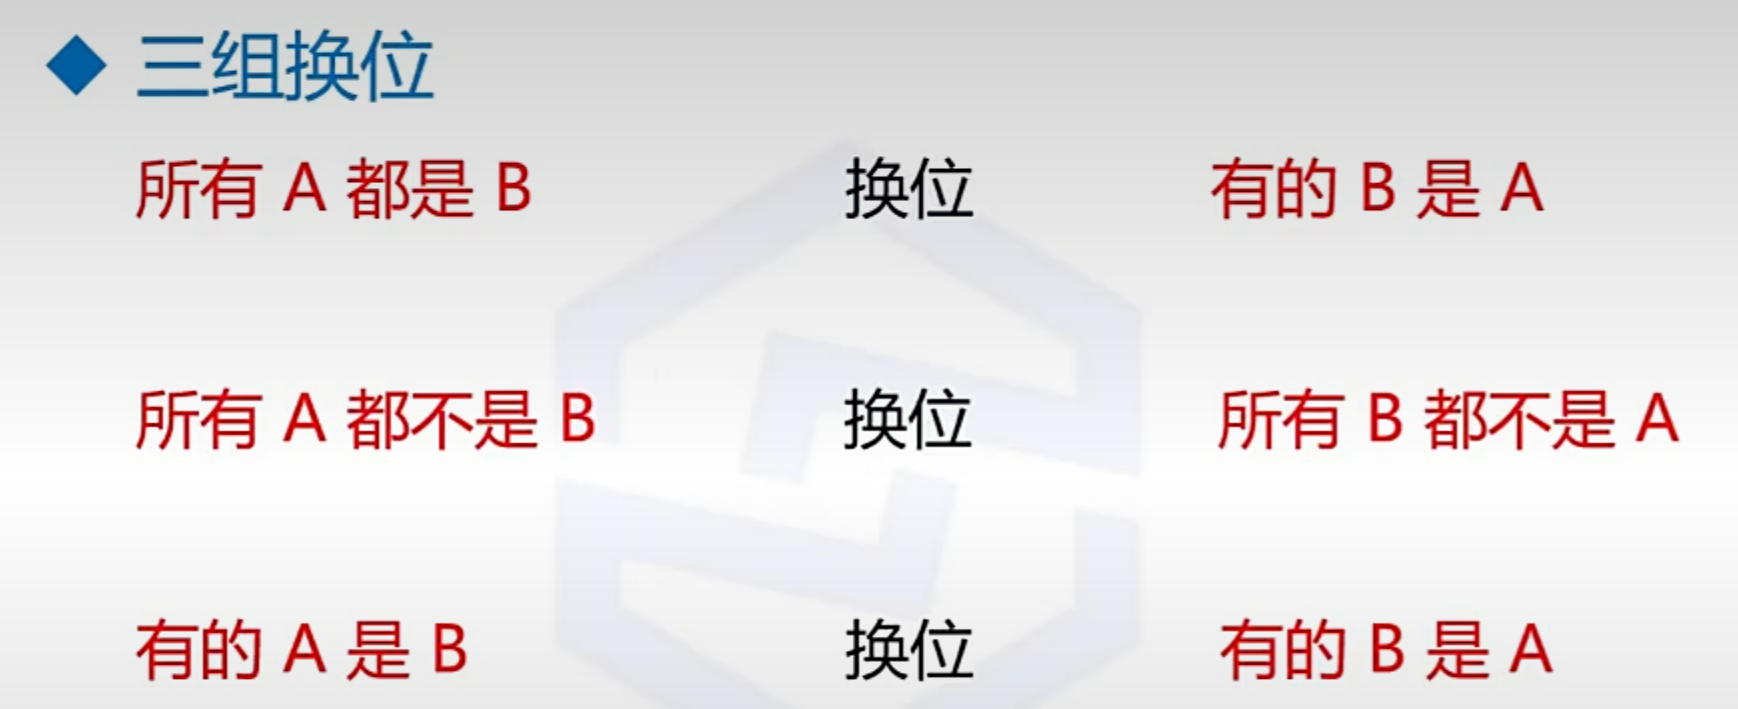 三组换位
所有 A 都是 B 换位 有的 B 是 A
所有 A 都不是 B 换位 所有 B 都不是 A
有的 A 是 B 换位 有的 B 是 A